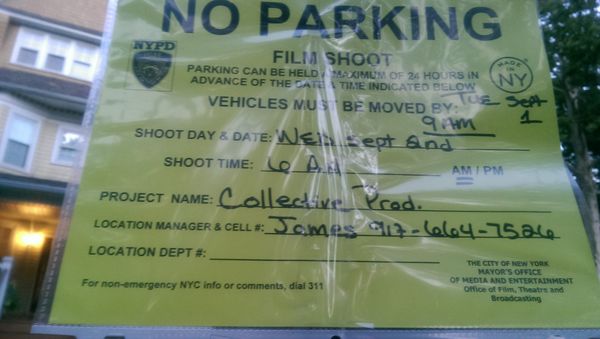 NO PARKING
NYPD
FILM SHOOT
MADE IN NY
PARKING CAN BE HELD A MAXIMUM OF 24 HOURS IN
ADVANCE OF THE DATE & TIME INDICATED BELOW
VEHICLES MUST BE MOVED BY: TUE Sept 1
9AM
SHOOT DAY & DATE: WED Sept 2nd
SHOOT TIME: 6 AM AM / PM
PROJECT NAME: Collective Prod.
LOCATION MANAGER & CELL #: James 917-664-7526
LOCATION DEPT #:
THE CITY OF NEW YORK
MAYOR'S OFFICE
OF MEDIA AND ENTERTAINMENT
Office of Film, Theatre and
Broadcasting
For non-emergency NYC info or comments, dial 311